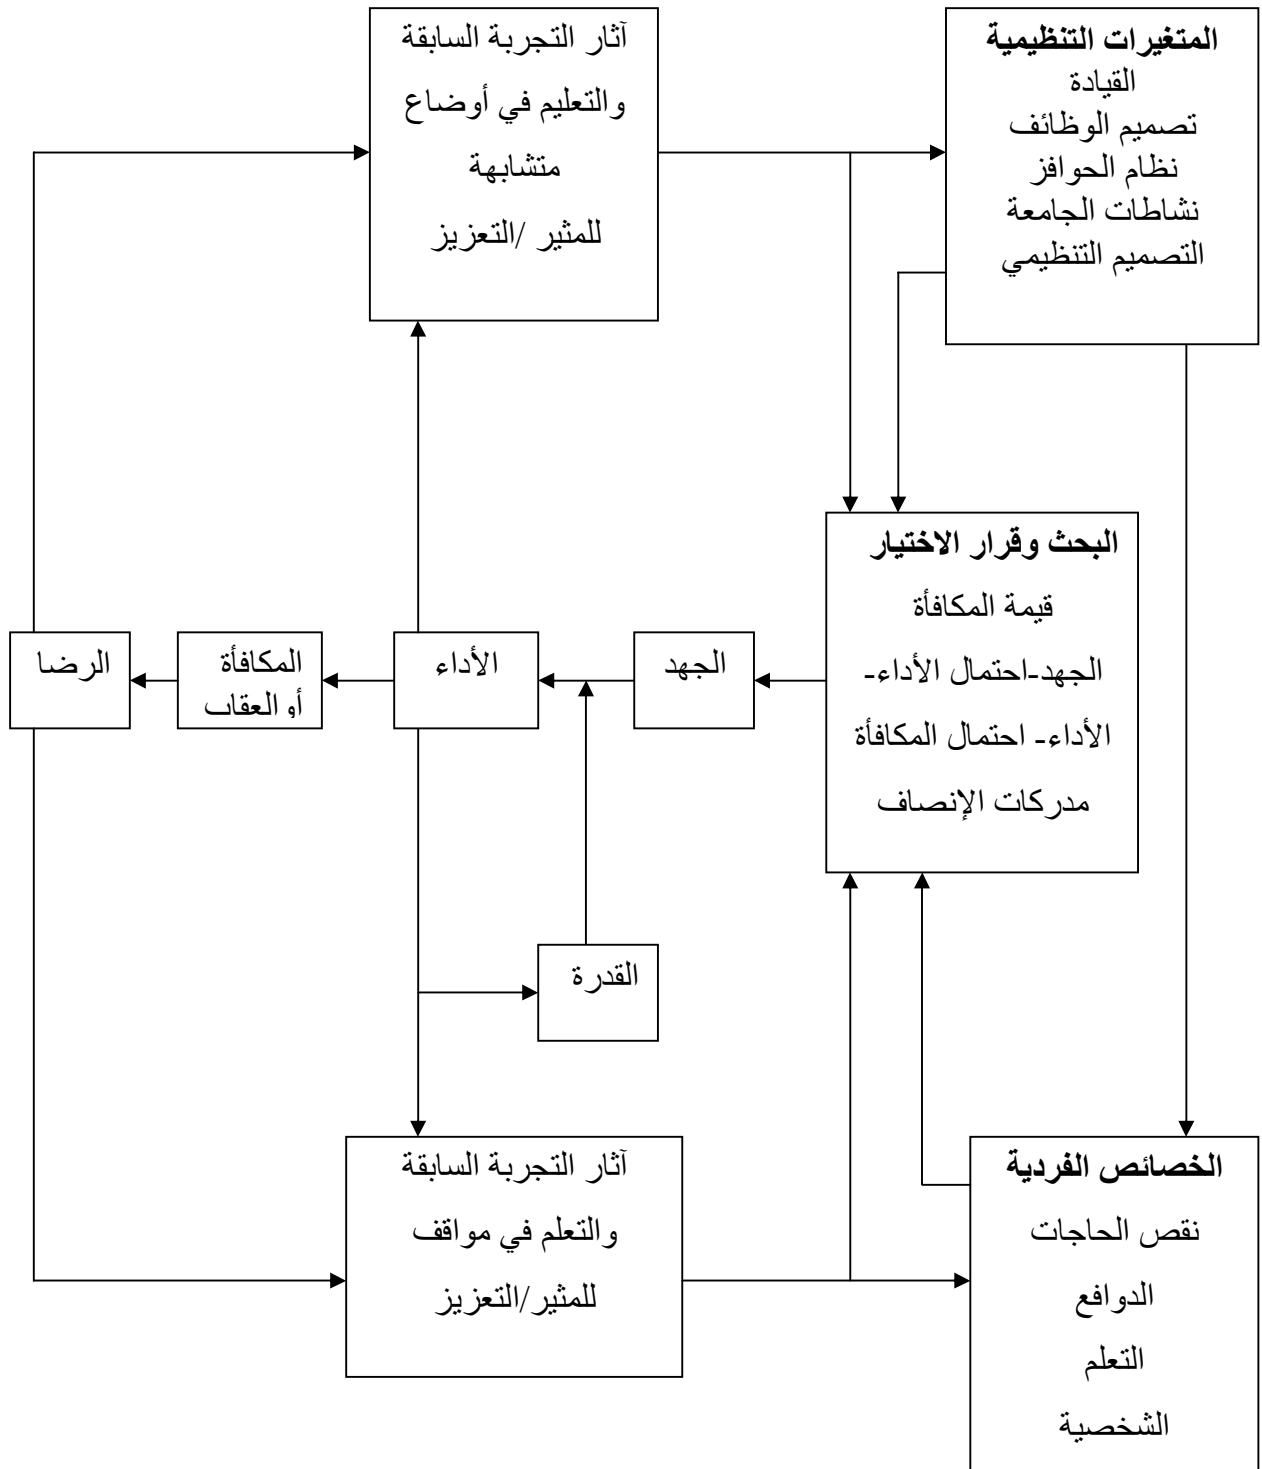 المتغيرات التنظيمية
القيادة
تصميم الوظائف
نظام الحوافز
نشاطات الجامعة
التصميم التنظيمي
آثار التجربة السابقة
والتعليم في أوضاع
متشابهة
للمثير /التعزيز
البحث وقرار الاختيار
قيمة المكافأة
الجهد-احتمال الأداء-
الأداء- احتمال المكافأة
مدركات الإنصاف
الجهد
الأداء
المكافأة
أو العقاب
الرضا
القدرة
الخصائص الفردية
نقص الحاجات
الدوافع
التعلم
الشخصية
آثار التجربة السابقة
والتعلم في مواقف
للمثير/التعزيز